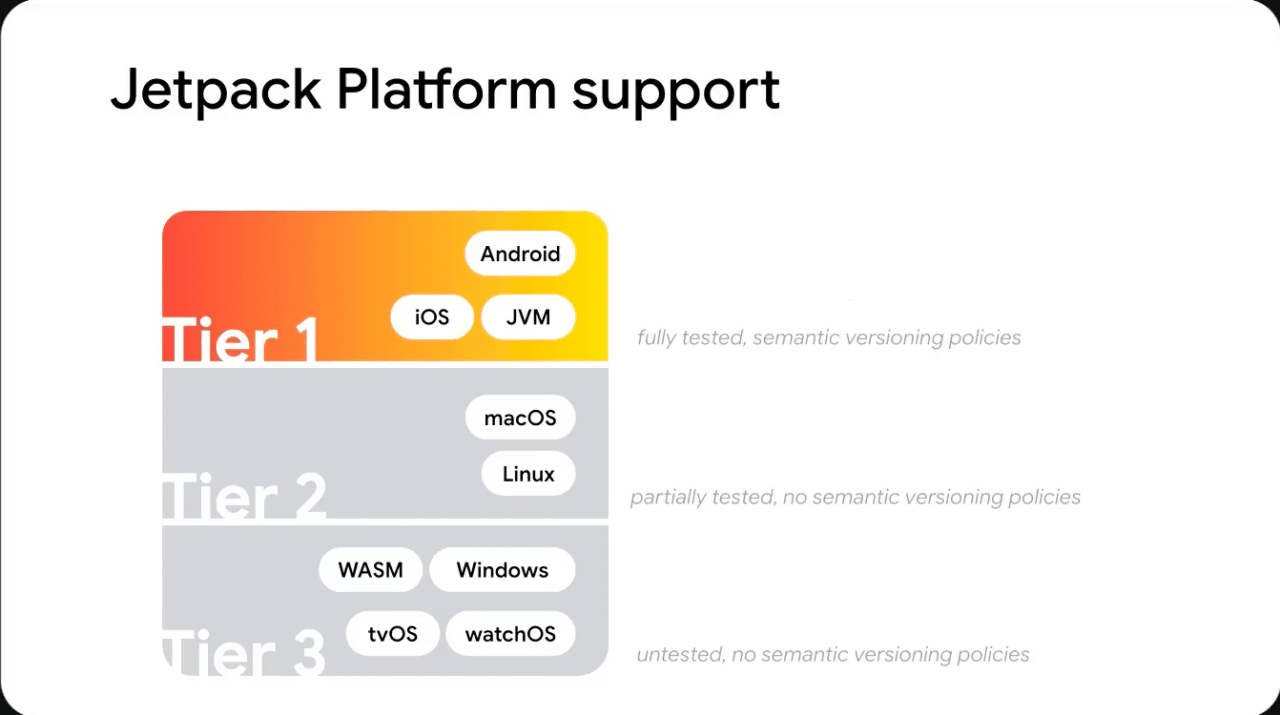 Jetpack Platform support
Android
iOS JVM
Tier 1
fully tested, semantic versioning policies
macOS
Linux
Tier 2
partially tested, no semantic versioning policies
WASM Windows
tvOS watchOS
Tier 3
untested, no semantic versioning policies